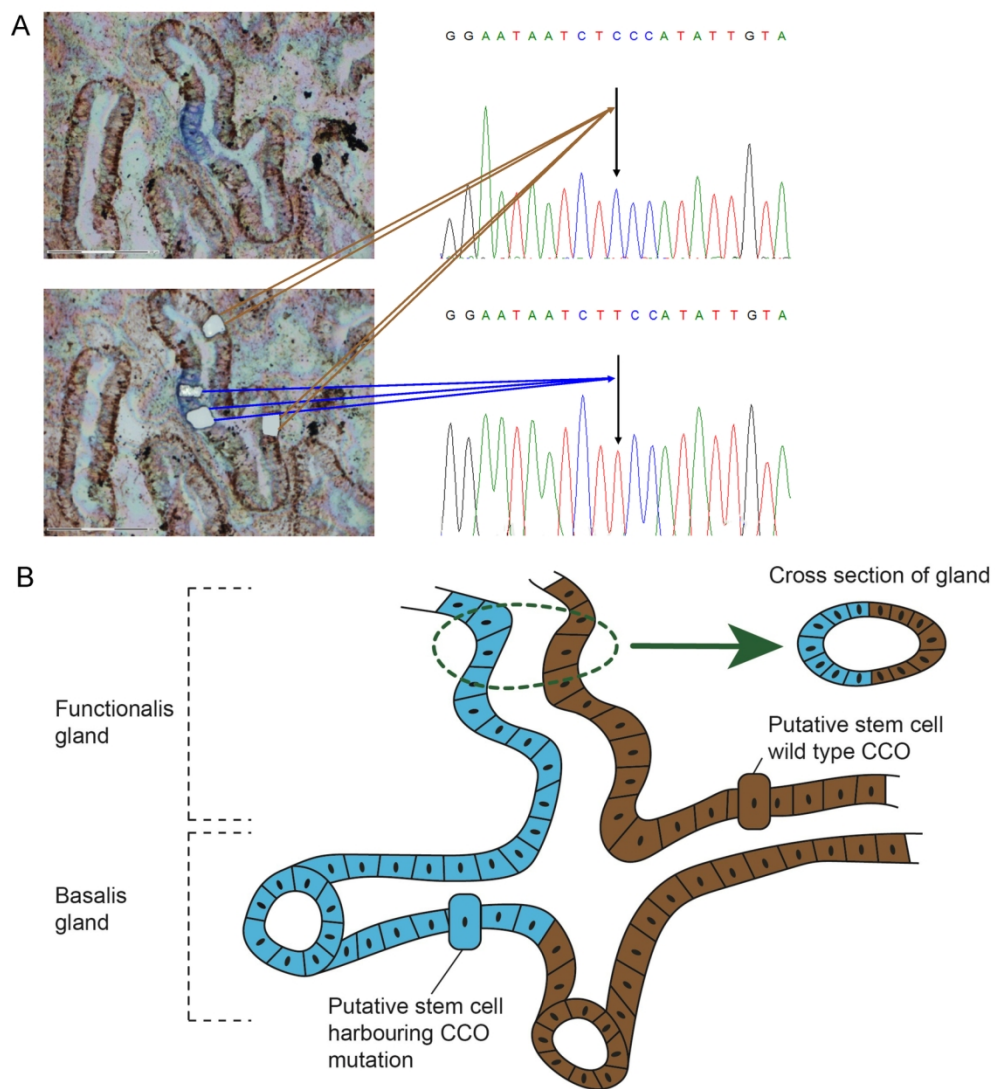 A
G G A A T A A T C T C C C A T A T T G T A
G G A A T A A T C T T C C A T A T T G T A
B
Cross section of gland
Functionalis
gland
Putative stem cell
wild type CCO
Basalis
gland
Putative stem cell
harbouring CCO
mutation